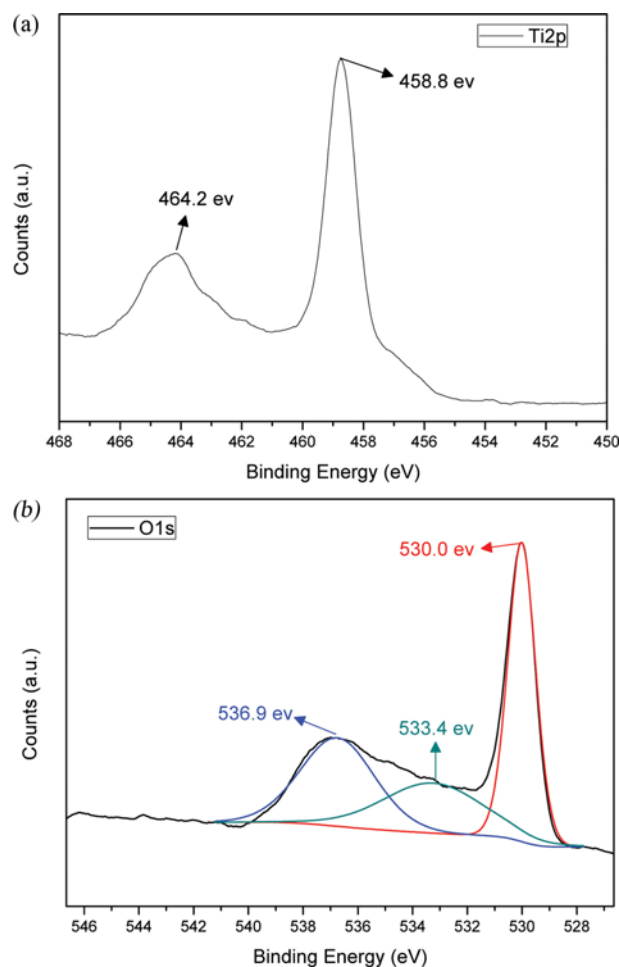 (a)
Ti2p
458.8 ev
464.2 ev
Counts (a.u.)
468 466 464 462 460 458 456 454 452 450
Binding Energy (eV)
(b)
O1s
530.0 ev
536.9 ev
533.4 ev
Counts (a.u.)
546 544 542 540 538 536 534 532 530 528
Binding Energy (eV)